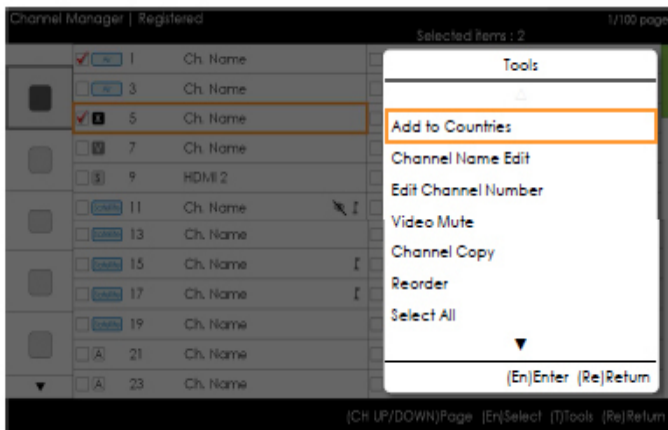 Channel Manager | Registered
1/100 page
Selected items : 2
1 Ch. Name
3 Ch. Name
5 Ch. Name
7 Ch. Name
9 HDMI 2
11 Ch. Name
13 Ch. Name
15 Ch. Name
17 Ch. Name
19 Ch. Name
A 21 Ch. Name
A 23 Ch. Name
Tools
Add to Countries
Channel Name Edit
Edit Channel Number
Video Mute
Channel Copy
Reorder
Select All
(En)Enter (Re)Return
(CH UP/DOWN)Page (En)Select (T)Tools (Re)Return